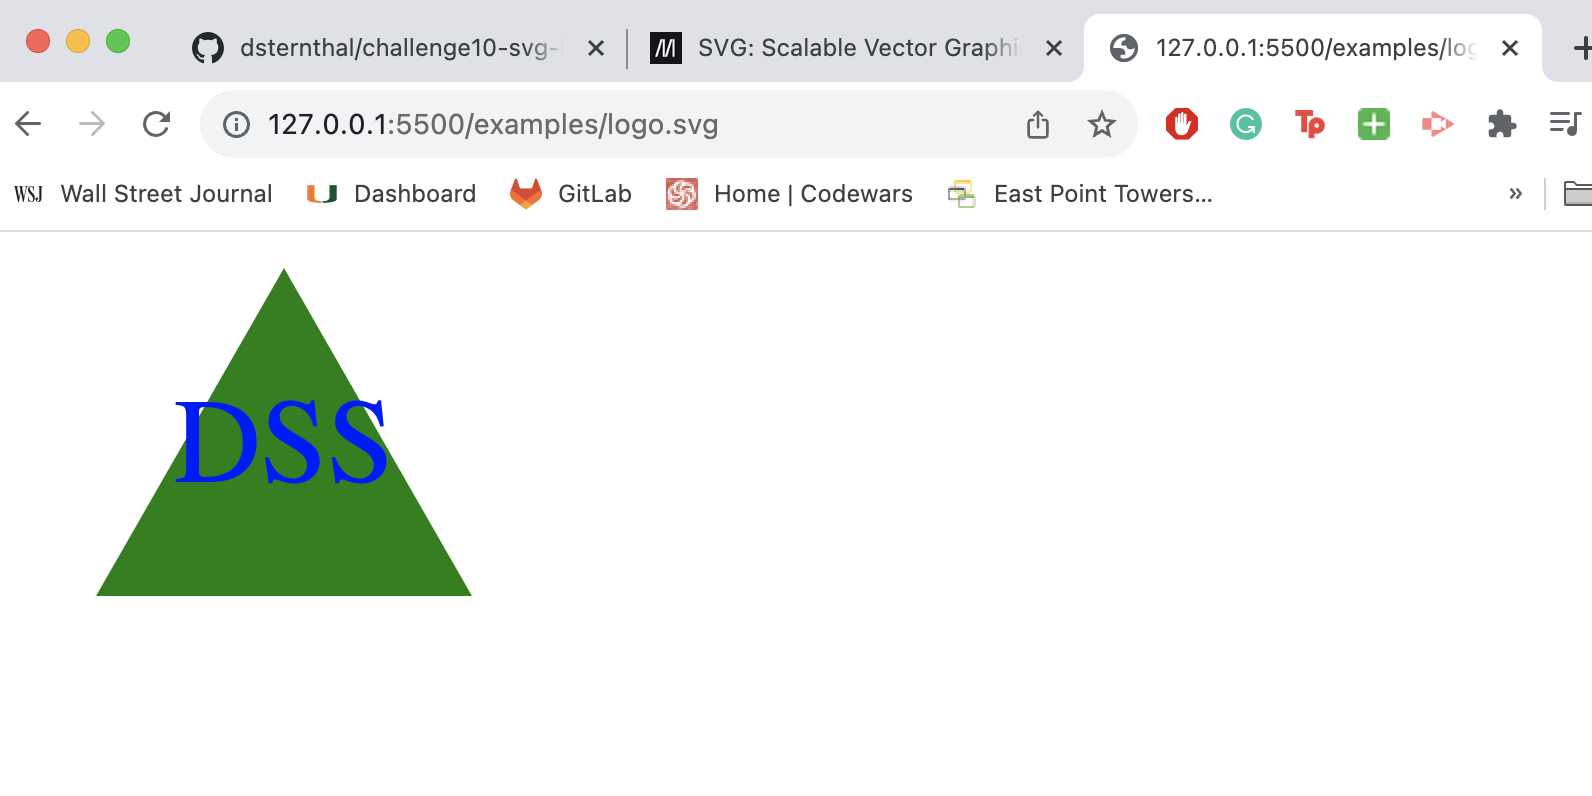 dsternthal/challenge10-svg-
SVG: Scalable Vector Graphi
127.0.0.1:5500/examples/log
127.0.0.1:5500/examples/logo.svg
G
Tp
WSJ Wall Street Journal
Dashboard
GitLab
Home | Codewars
East Point Towers...
»
DSS